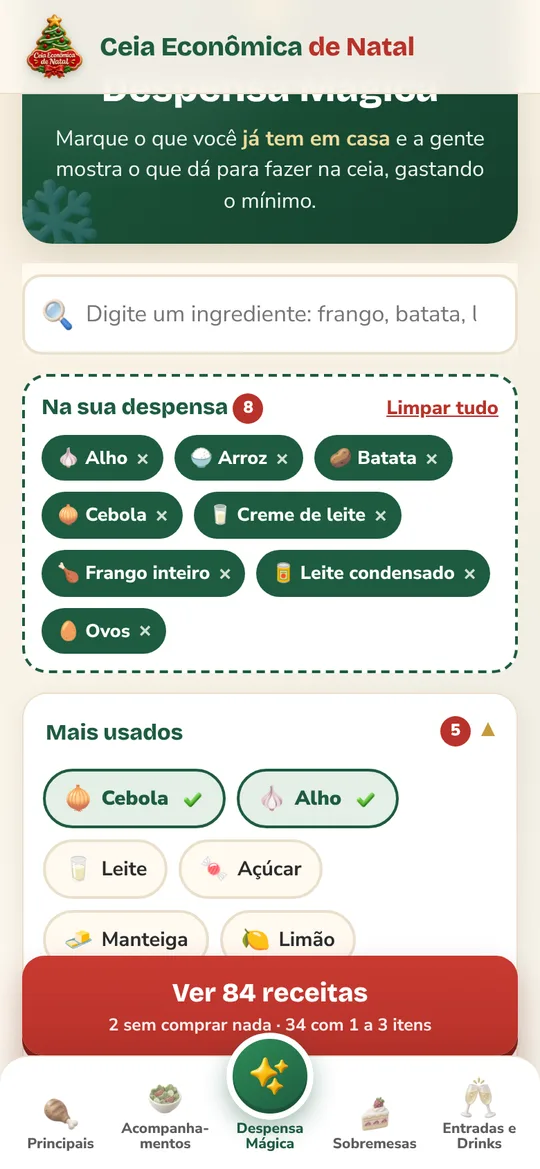 Ceia Econômica
de Natal
Ceia Econômica de Natal
Despensa Mágica
Marque o que você já tem em casa e a gente
mostra o que dá para fazer na ceia, gastando
o mínimo.
Digite um ingrediente: frango, batata, l
Na sua despensa 8
Limpar tudo
Alho ×
Arroz ×
Batata ×
Cebola ×
Creme de leite ×
Frango inteiro ×
Leite condensado ×
Ovos ×
Mais usados
5 ▲
Cebola
Alho
Leite
Açúcar
Manteiga
Limão
Ver 84 receitas
2 sem comprar nada · 34 com 1 a 3 itens
Principais
Acompanha-
mentos
Despensa
Mágica
Sobremesas
Entradas e
Drinks